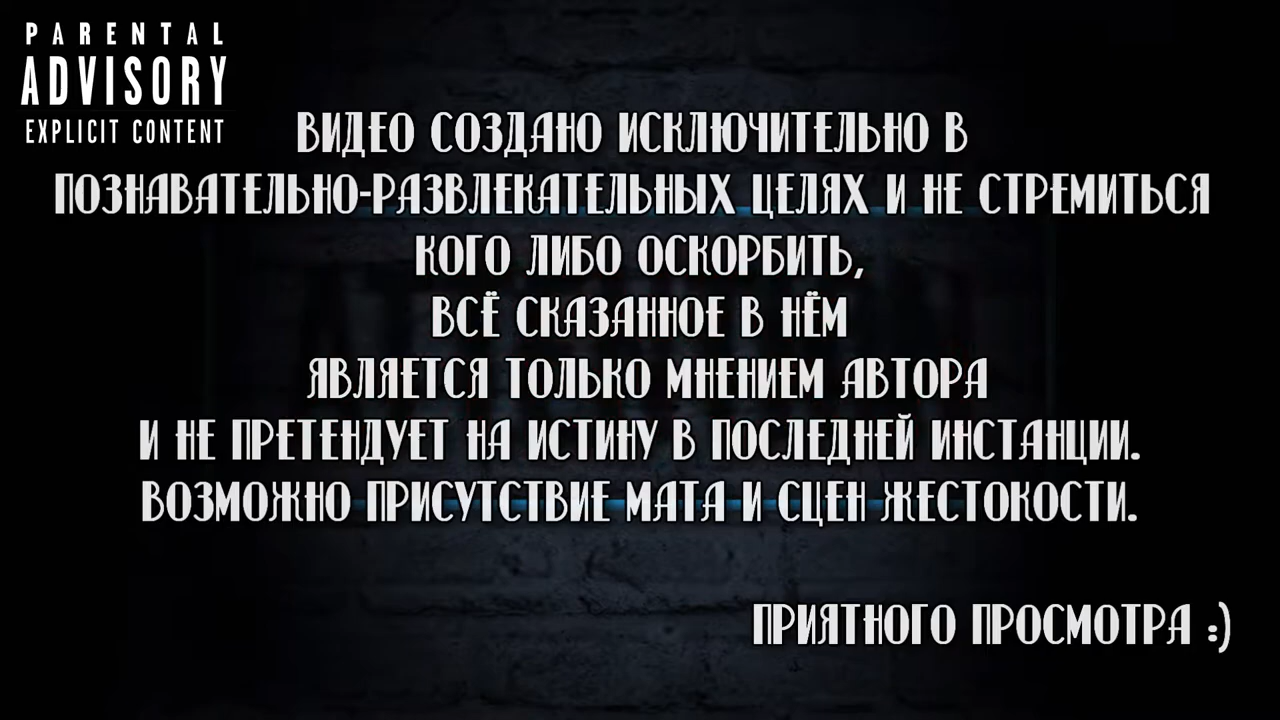 PARENTAL
ADVISORY
EXPLICIT CONTENT
ВИДЕО СОЗДАНО ИСКЛЮЧИТЕЛЬНО В
ПОЗНАВАТЕЛЬНО-РАЗВЛЕКАТЕЛЬНЫХ ЦЕЛЯХ И НЕ СТРЕМИТЬСЯ
КОГО ЛИБО ОСКОРБИТЬ,
ВСЁ СКАЗАННОЕ В НЁМ
ЯВЛЯЕТСЯ ТОЛЬКО МНЕНИЕМ АВТОРА
И НЕ ПРЕТЕНДУЕТ НА ИСТИНУ В ПОСЛЕДНЕЙ ИНСТАНЦИИ.
ВОЗМОЖНО ПРИСУТСТВИЕ МАТА И СЦЕН ЖЕСТОКОСТИ.
ПРИЯТНОГО ПРОСМОТРА :)